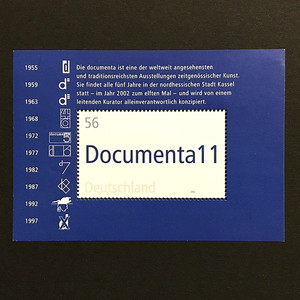 Die documenta ist eine der weltweit angesehensten
und traditionsreichsten Ausstellungen zeitgenössischer Kunst.
Sie findet alle fünf Jahre in der nordhessischen Stadt Kassel
statt – im Jahr 2002 zum elften Mal – und wird von einem
leitenden Kurator alleinverantwortlich konzipiert.
1955
1959
1963
1968
1972
1977
1982
1987
1992
1997
56
Documenta11
Deutschland